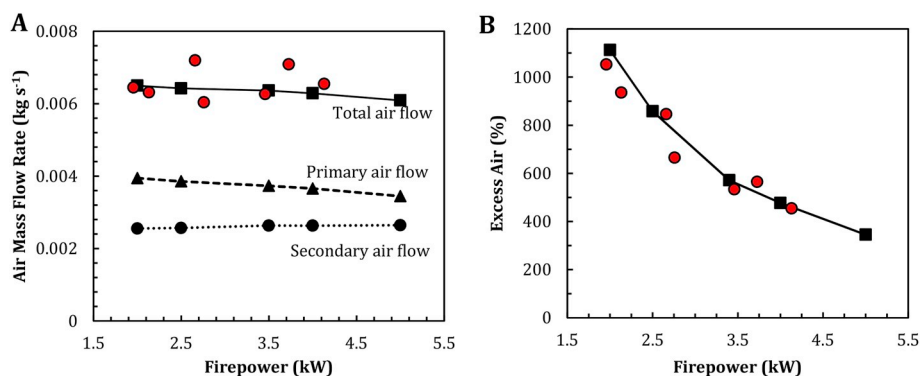 A
Air Mass Flow Rate (kg s⁻¹)
0.008
0.006
0.004
0.002
0
Total air flow
Primary air flow
Secondary air flow
1.5 2.5 3.5 4.5 5.5
Firepower (kW)
B
Excess Air (%)
1200
1000
800
600
400
200
0
1.5 2.5 3.5 4.5 5.5
Firepower (kW)